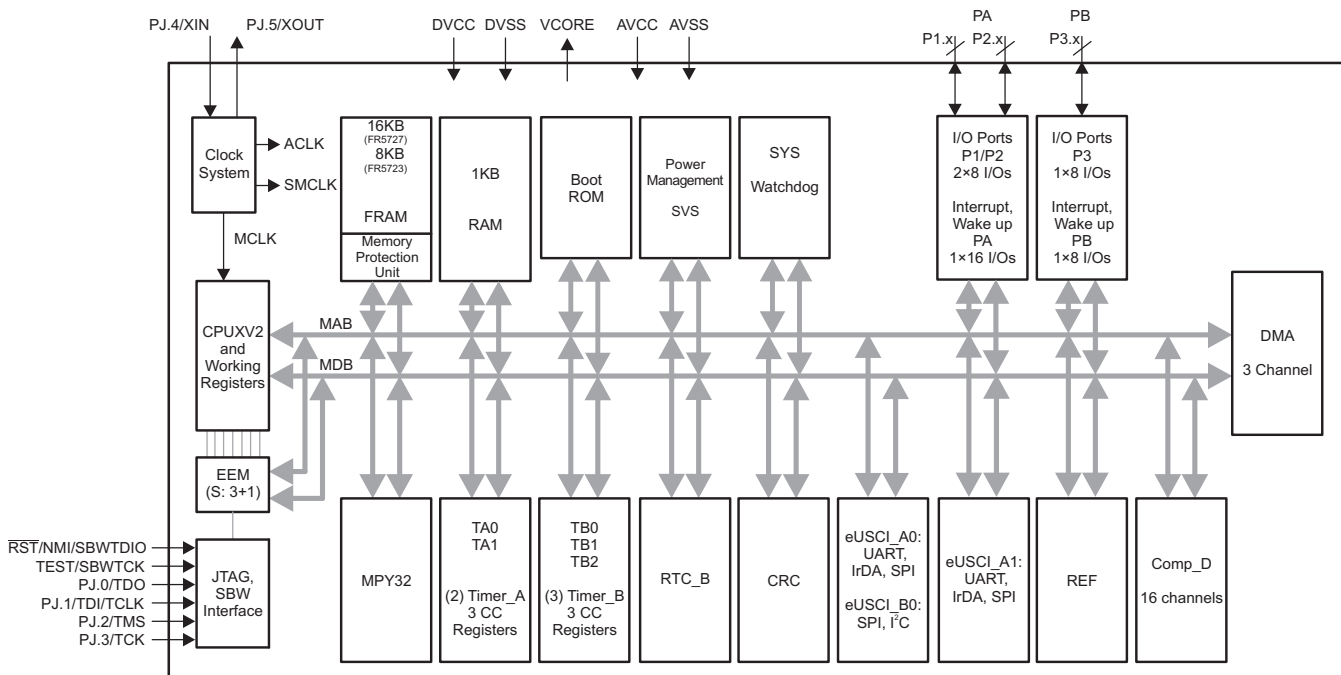 PJ.4/XIN
PJ.5/XOUT
DVCC
DVSS
VCORE
AVCC
AVSS
PA
P1.x
P2.x
PB
P3.x
Clock
System
ACLK
SMCLK
MCLK
16KB
(FR5727)
8KB
(FR5723)
FRAM
Memory
Protection
Unit
1KB
RAM
Boot
ROM
Power
Management
SVS
SYS
Watchdog
I/O Ports
P1/P2
2×8 I/Os
Interrupt,
Wake up
PA
1×16 I/Os
I/O Ports
P3
1×8 I/Os
Interrupt,
Wake up
PB
1×8 I/Os
CPUXV2
and
Working
Registers
MAB
MDB
DMA
3 Channel
EEM
(S: 3+1)
RST/NMI/SBWTDIO
TEST/SBWTCK
PJ.0/TDO
PJ.1/TDI/TCLK
PJ.2/TMS
PJ.3/TCK
JTAG,
SBW
Interface
MPY32
TA0
TA1
(2) Timer_A
3 CC
Registers
TB0
TB1
TB2
(3) Timer_B
3 CC
Registers
RTC_B
CRC
eUSCI_A0:
UART,
IrDA, SPI
eUSCI_B0:
SPI, I²C
eUSCI_A1:
UART,
IrDA, SPI
REF
Comp_D
16 channels